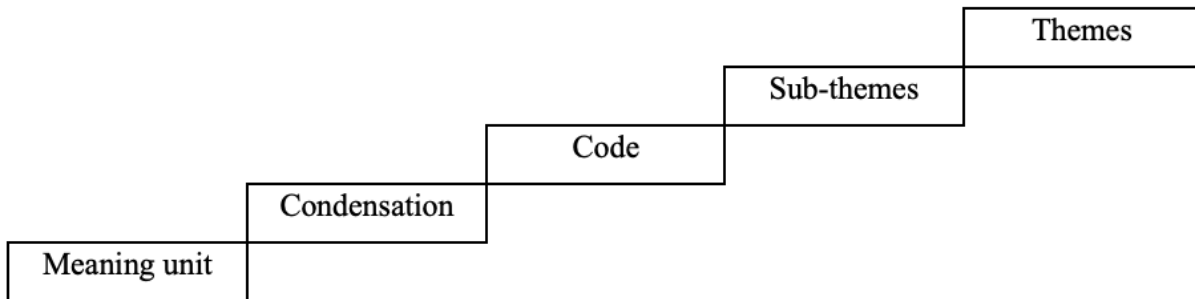 Themes
Sub-themes
Code
Condensation
Meaning unit